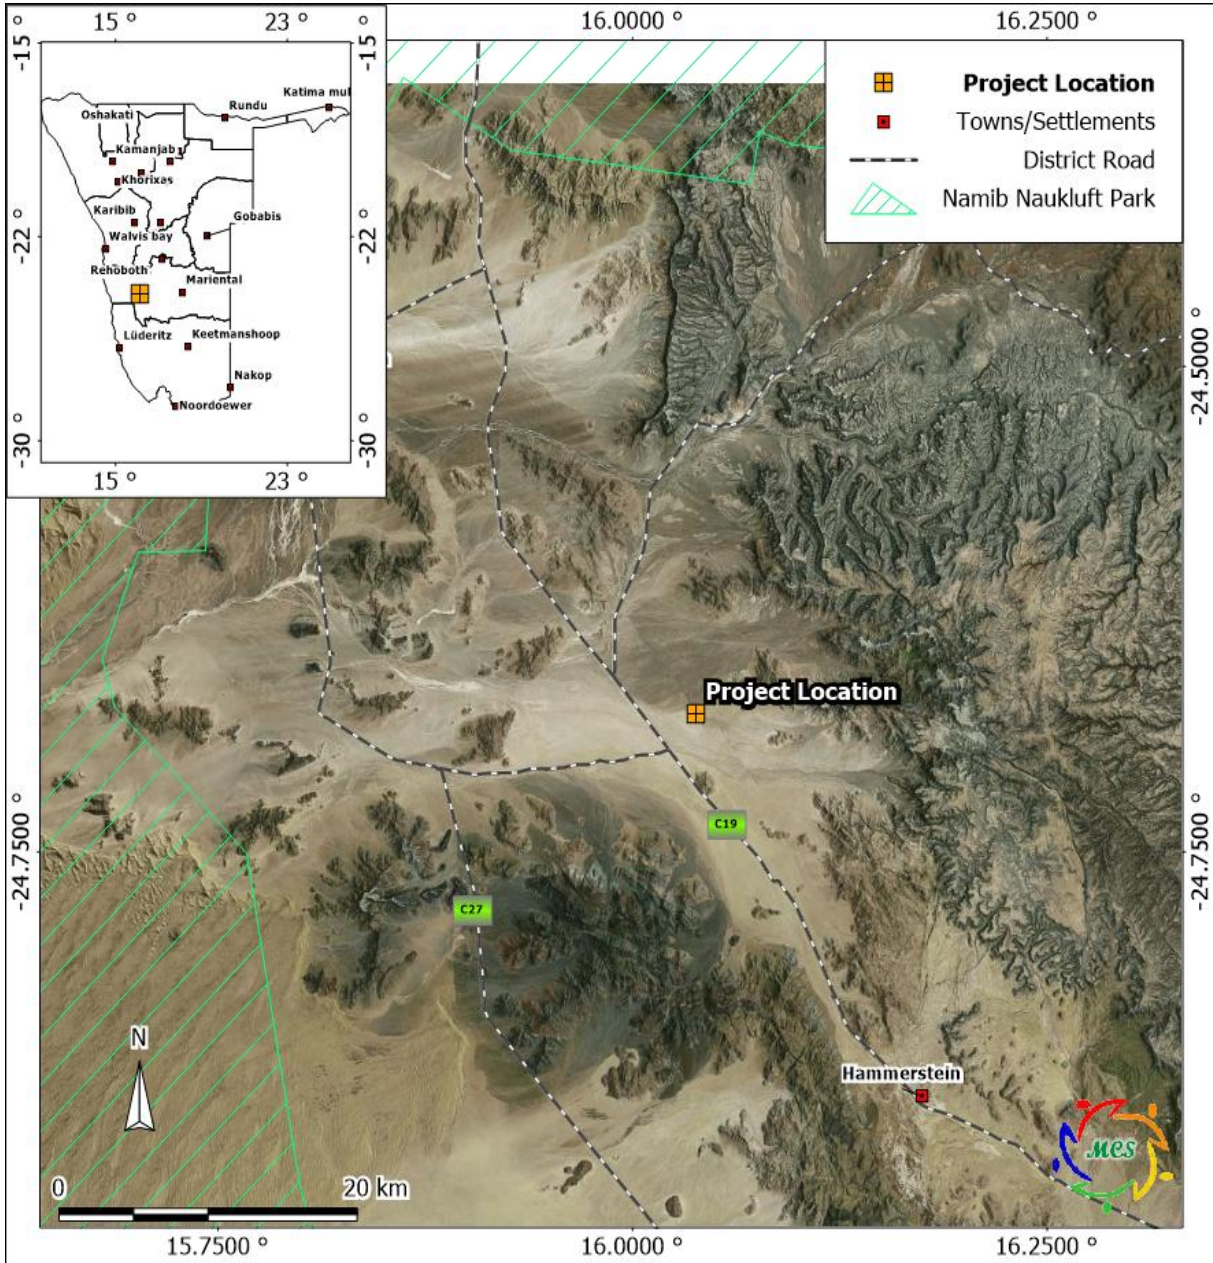 15 °
23 °
16.0000 °
16.2500 °
-15 °
-15 °
Katima mul
Rundu
Oshakati
Kamanjab
Khorixas
Karibib
Gobabis
Walvis bay
-22 °
-22 °
Rehoboth
Mariental
Lüderitz
Keetmanshoop
Nakop
Noordoewer
-30 °
-30 °
15 °
23 °
Project Location
Towns/Settlements
District Road
Namib Naukluft Park
-24.5000 °
-24.5000 °
Project Location
C19
-24.7500 °
-24.7500 °
C27
N
Hammerstein
MCS
0
20 km
15.7500 °
16.0000 °
16.2500 °